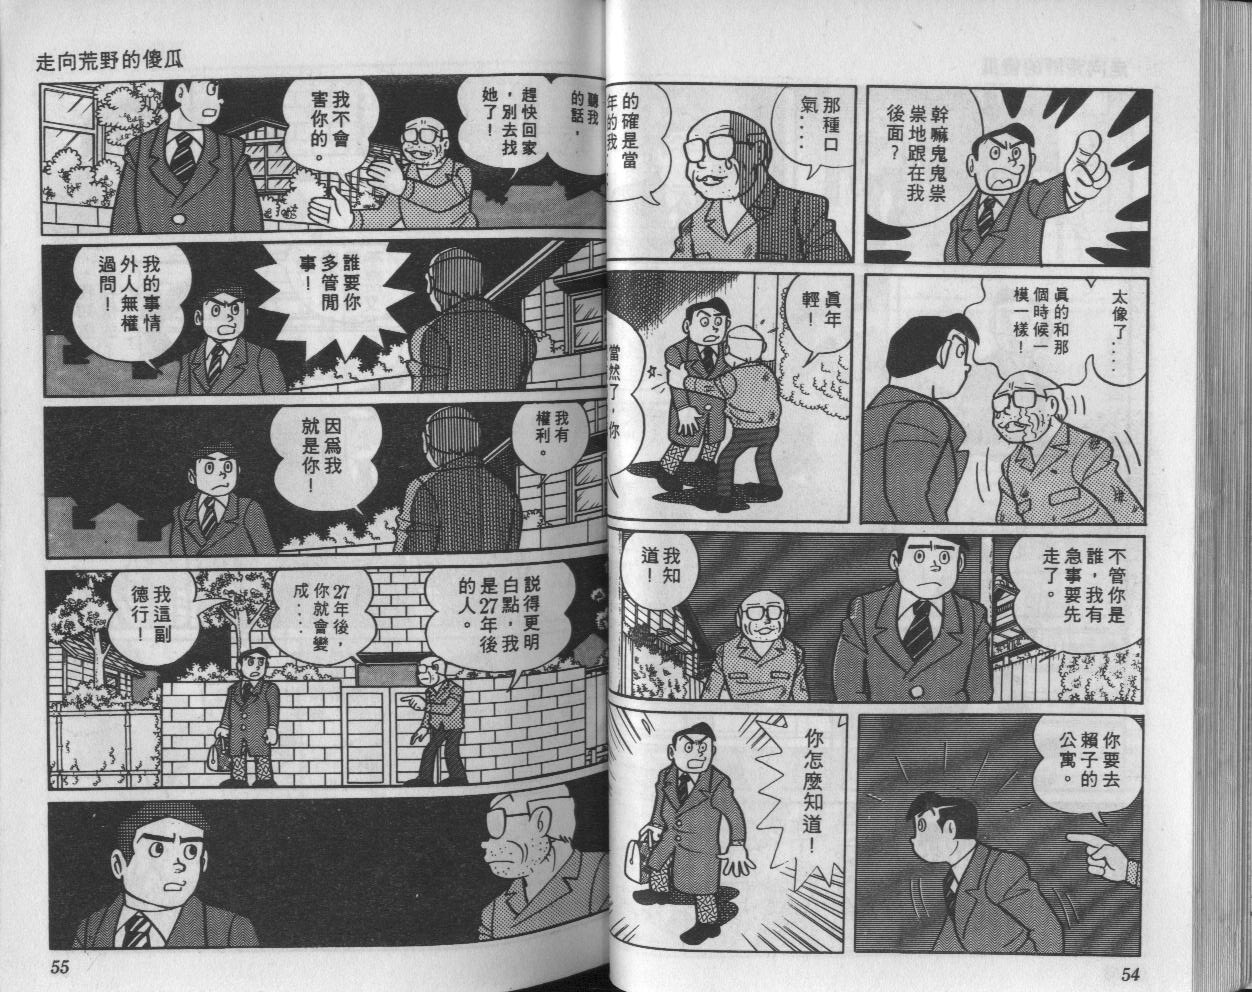 幹嘛鬼鬼祟
祟地跟在我
後面?
那種口
氣....
的確是當
年的我
太像了....
眞的和那
個時候一
模一樣!
眞年
輕!
當然了,你
不管你是
誰,我有
急事要先
走了。
我知
道!
你要去
賴子的
公寓。
你怎麼知道!
54
走向荒野的傻瓜
聽我
的話,
趕快回家
,別去找
她了!
我不會
害你的。
誰要你
多管閒
事!
我的事情
外人無權
過問!
我有
權利。
因爲我
就是你!
說得更明
白點,我
是27年後
的人。
27年後,
你就會變
成...
我這副
德行!
55